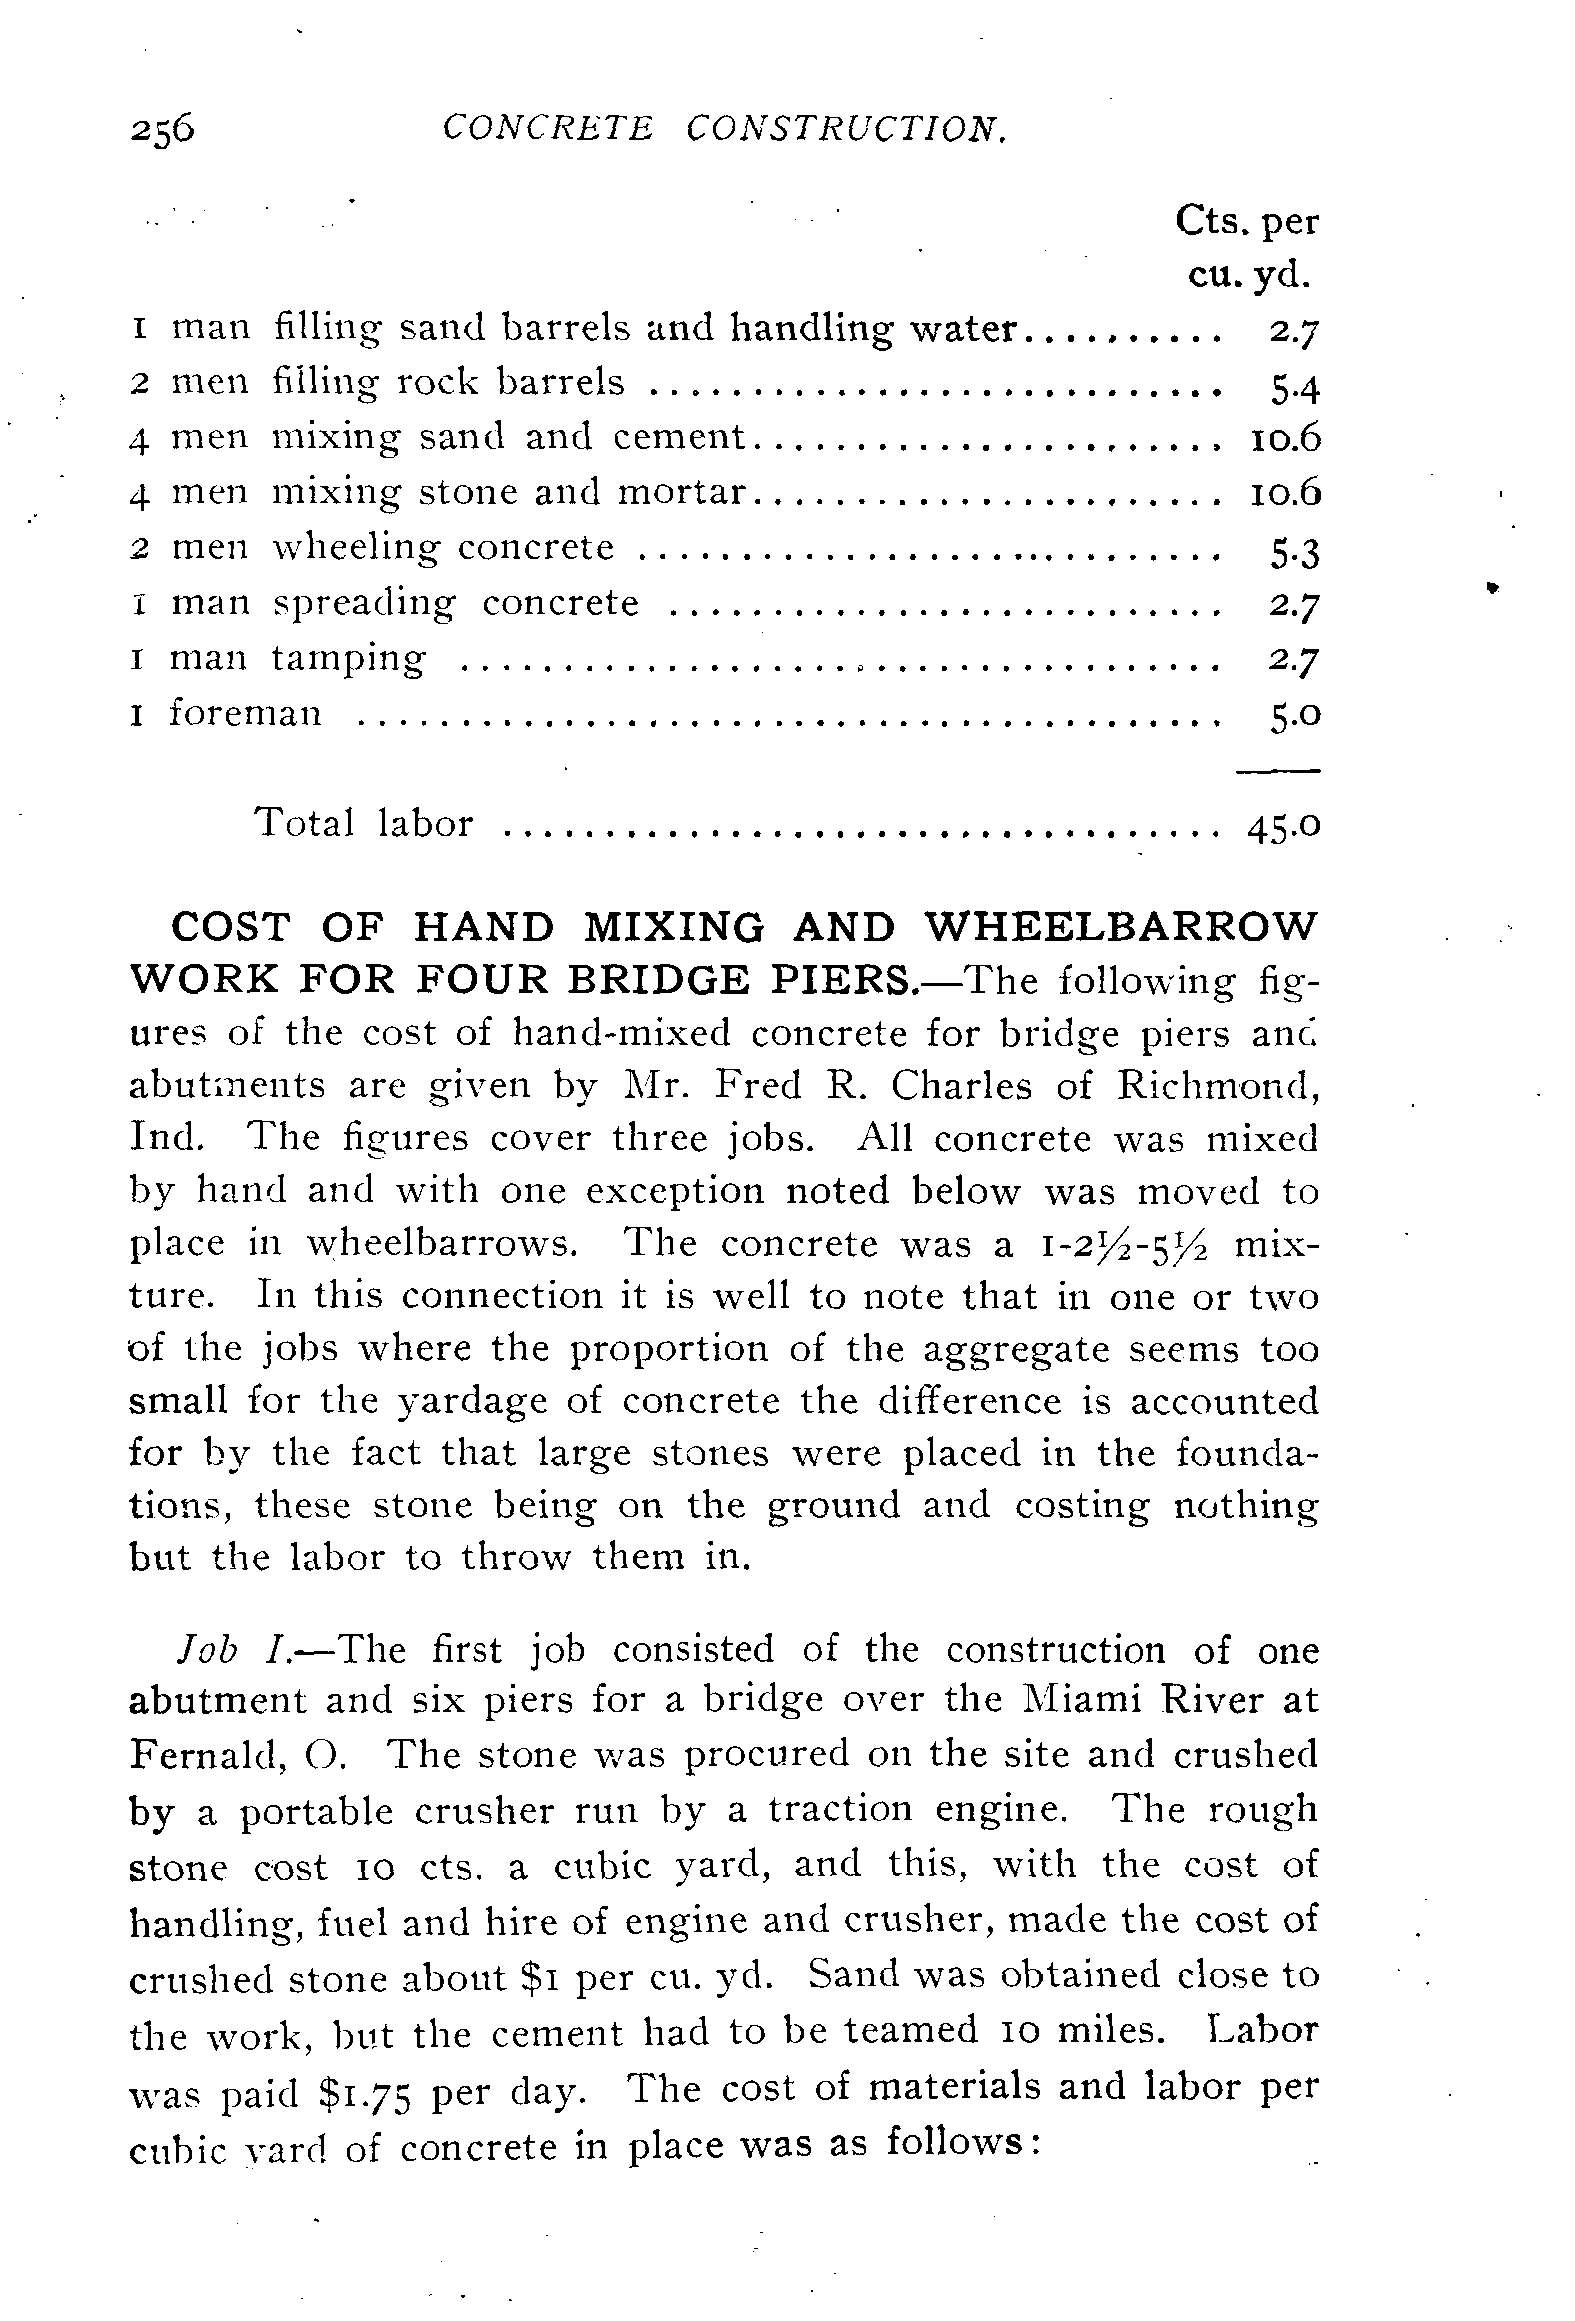 256 CONCRETE CONSTRUCTION.
Cts. per
cu. yd.
1 man filling sand barrels and handling water.......... 2.7
2 men filling rock barrels ............................ 5.4
4 men mixing sand and cement....................... 10.6
4 men mixing stone and mortar....................... 10.6
2 men wheeling concrete ............................ 5.3
1 man spreading concrete ........................... 2.7
1 man tamping ..................................... 2.7
1 foreman .......................................... 5.0
Total labor ................................... 45.0
COST OF HAND MIXING AND WHEELBARROW
WORK FOR FOUR BRIDGE PIERS.—The following fig-
ures of the cost of hand-mixed concrete for bridge piers and
abutments are given by Mr. Fred R. Charles of Richmond,
Ind. The figures cover three jobs. All concrete was mixed
by hand and with one exception noted below was moved to
place in wheelbarrows. The concrete was a 1-2½-5½ mix-
ture. In this connection it is well to note that in one or two
of the jobs where the proportion of the aggregate seems too
small for the yardage of concrete the difference is accounted
for by the fact that large stones were placed in the founda-
tions, these stone being on the ground and costing nothing
but the labor to throw them in.
Job I.—The first job consisted of the construction of one
abutment and six piers for a bridge over the Miami River at
Fernald, O. The stone was procured on the site and crushed
by a portable crusher run by a traction engine. The rough
stone cost 10 cts. a cubic yard, and this, with the cost of
handling, fuel and hire of engine and crusher, made the cost of
crushed stone about $1 per cu. yd. Sand was obtained close to
the work, but the cement had to be teamed 10 miles. Labor
was paid $1.75 per day. The cost of materials and labor per
cubic yard of concrete in place was as follows: